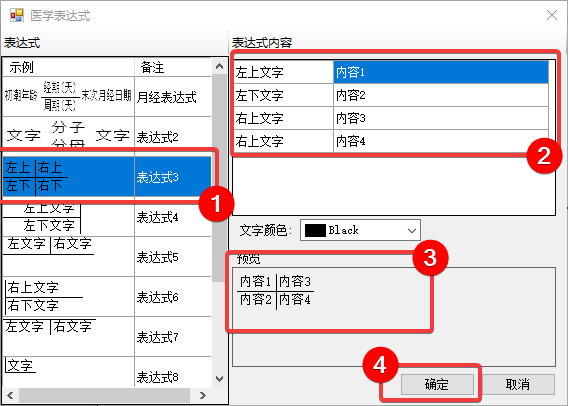 医学表达式
表达式
示例 备注
初潮年龄 经期(天) 周期(天) 末次月经日期 月经表达式
文字 分子 分母 文字 表达式2
左上 右上
左下 右下
表达式3
左上文字
左下文字
表达式4
左文字 右文字 表达式5
右上文字
右下文字
表达式6
左文字 右文字 表达式7
文字 表达式8
1
表达式内容
左上文字 内容1
左下文字 内容2
右上文字 内容3
右上文字 内容4
2
文字颜色: Black
3
预览
内容1 内容3
内容2 内容4
4
确定 取消